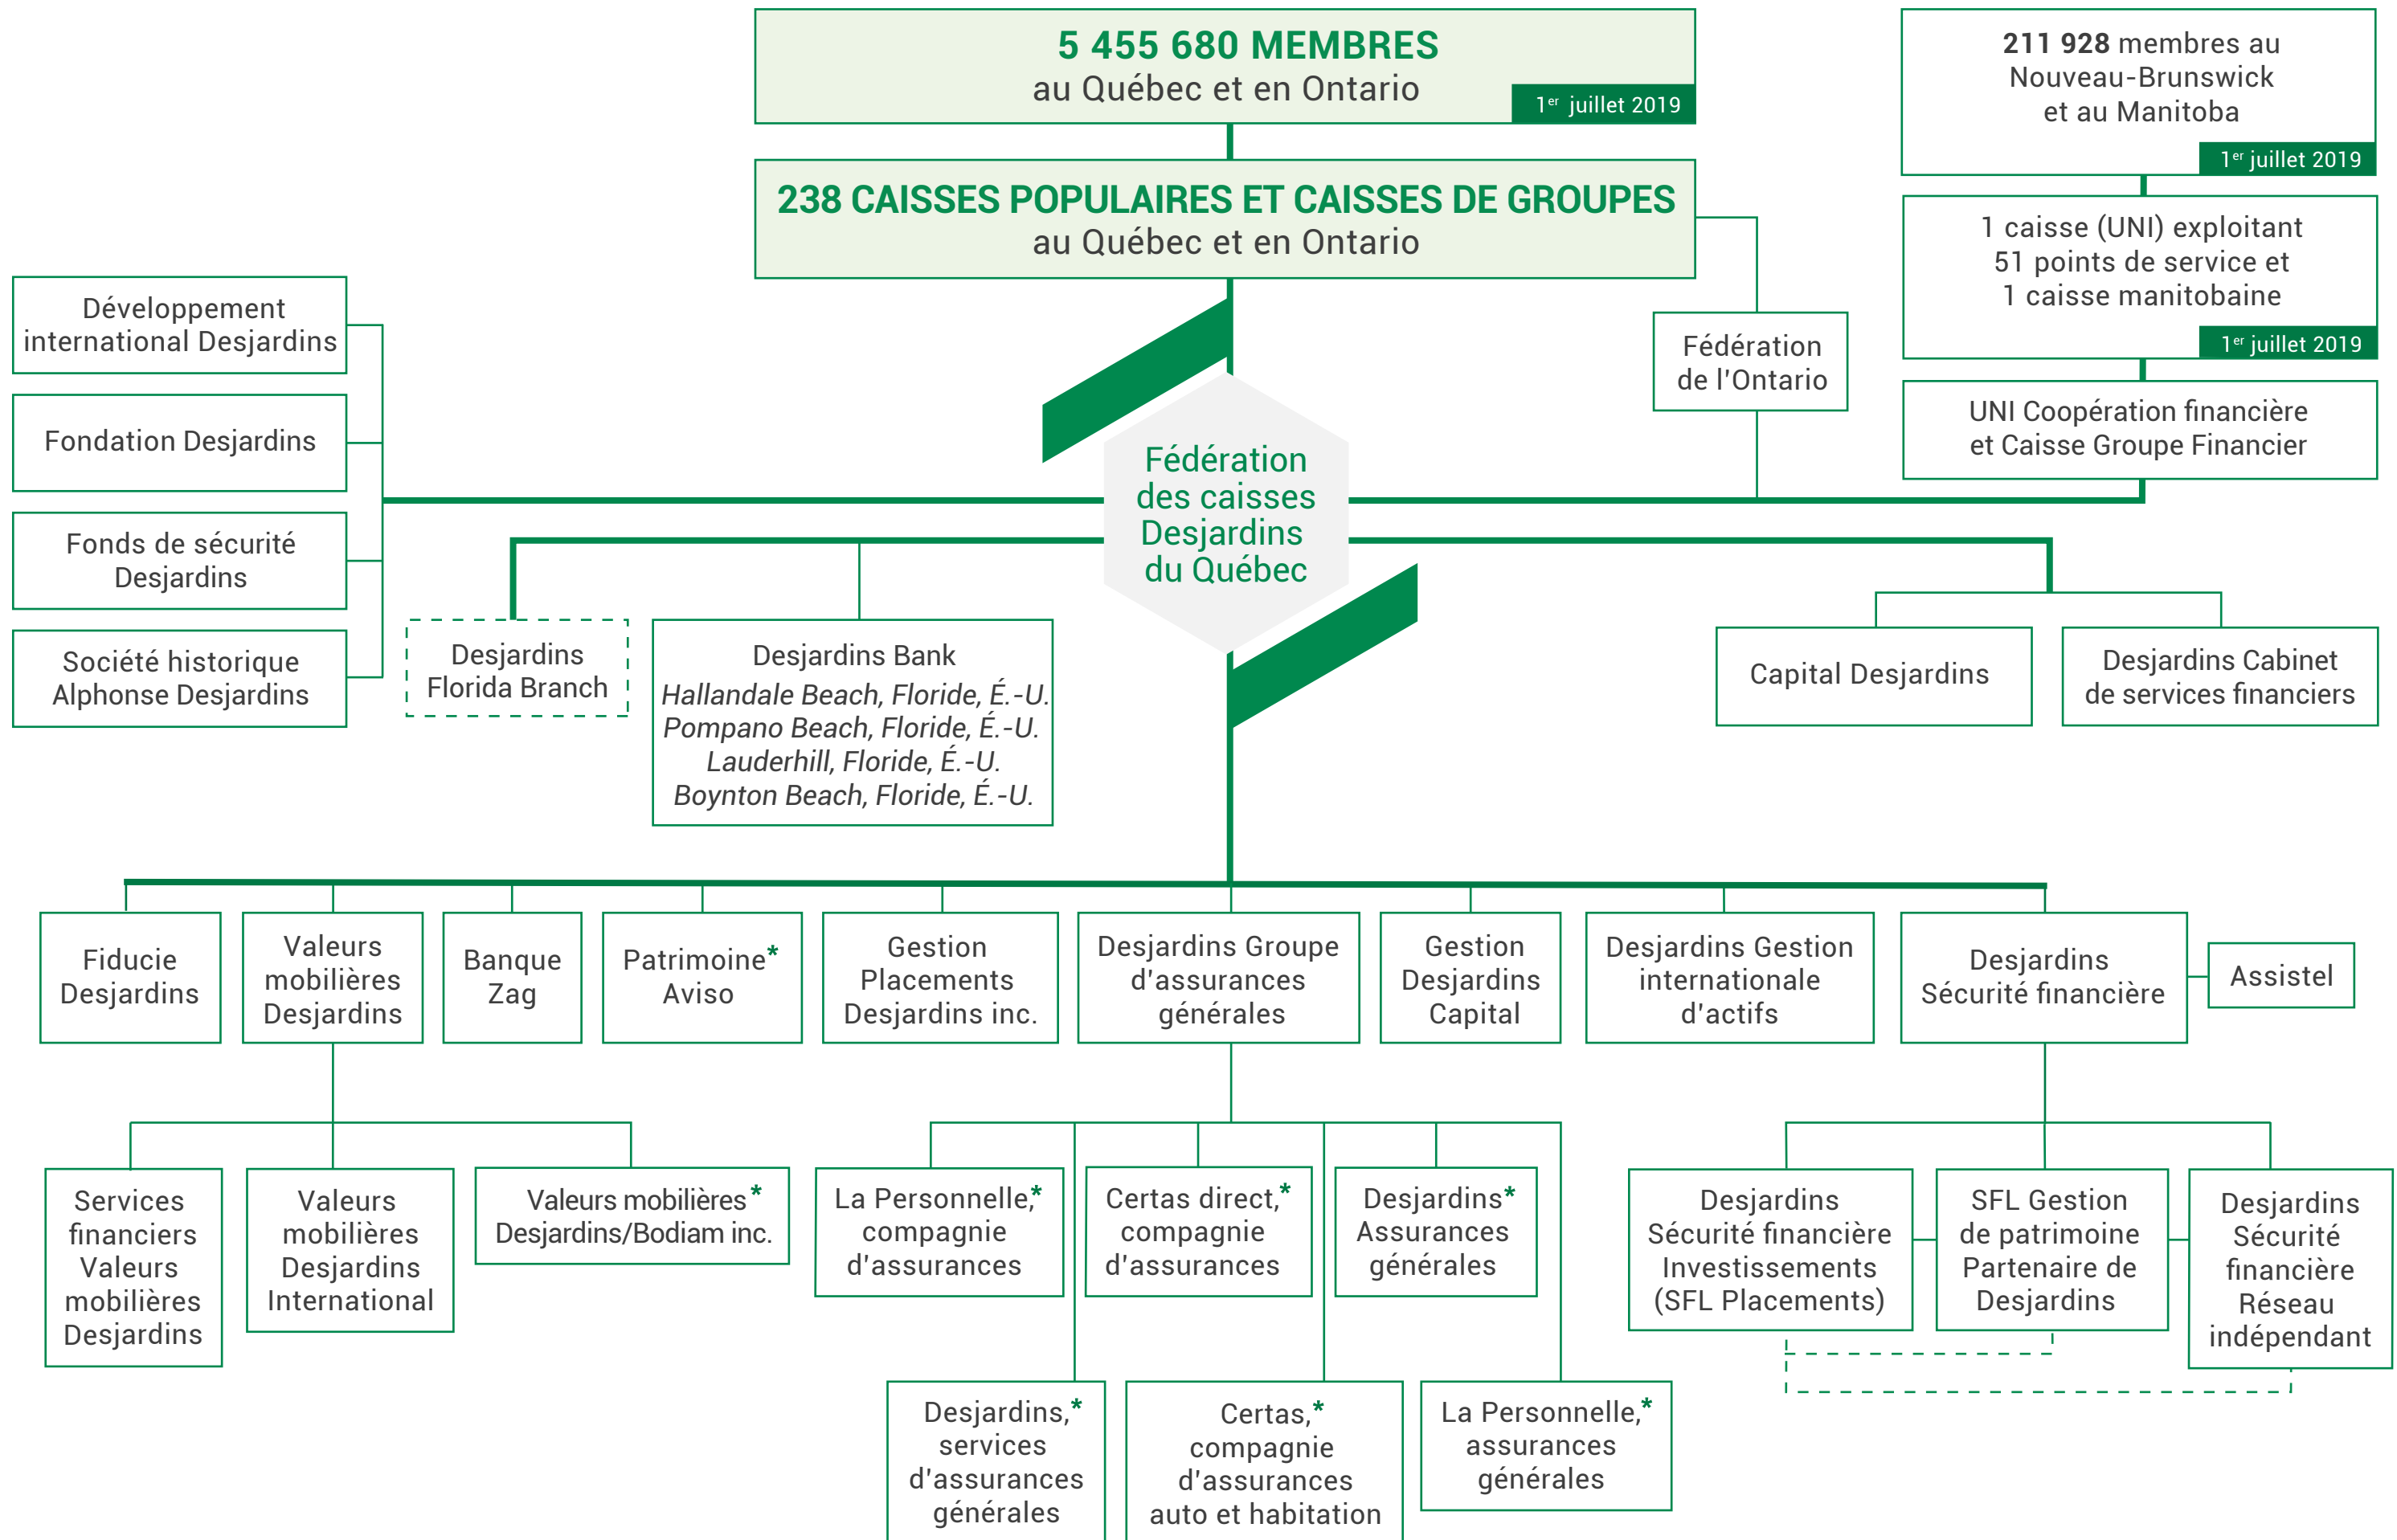 5 455 680 MEMBRES
au Québec et en Ontario
1er juillet 2019
211 928 membres au
Nouveau-Brunswick
et au Manitoba
1er juillet 2019
238 CAISSES POPULAIRES ET CAISSES DE GROUPES
au Québec et en Ontario
1 caisse (UNI) exploitant
51 points de service et
1 caisse manitobaine
1er juillet 2019
Développement
international Desjardins
Fédération
de l'Ontario
UNI Coopération financière
et Caisse Groupe Financier
Fondation Desjardins
Fédération
des caisses
Desjardins
du Québec
Fonds de sécurité
Desjardins
Société historique
Alphonse Desjardins
Desjardins
Florida Branch
Desjardins Bank
Hallandale Beach, Floride, É.-U.
Pompano Beach, Floride, É.-U.
Lauderhill, Floride, É.-U.
Boynton Beach, Floride, É.-U.
Capital Desjardins
Desjardins Cabinet
de services financiers
Fiducie
Desjardins
Valeurs
mobilières
Desjardins
Banque
Zag
Patrimoine*
Aviso
Gestion
Placements
Desjardins inc.
Desjardins Groupe
d'assurances
générales
Gestion
Desjardins
Capital
Desjardins Gestion
internationale
d'actifs
Desjardins
Sécurité financière
Assistel
Services
financiers
Valeurs
mobilières
Desjardins
Valeurs
mobilières
Desjardins
International
Valeurs mobilières*
Desjardins/Bodiam inc.
La Personnelle,*
compagnie
d'assurances
Certas direct,*
compagnie
d'assurances
Desjardins*
Assurances
générales
Desjardins
Sécurité financière
Investissements
(SFL Placements)
SFL Gestion
de patrimoine
Partenaire de
Desjardins
Desjardins
Sécurité
financière
Réseau
indépendant
Desjardins,*
services
d'assurances
générales
Certas,*
compagnie
d'assurances
auto et habitation
La Personnelle,*
assurances
générales